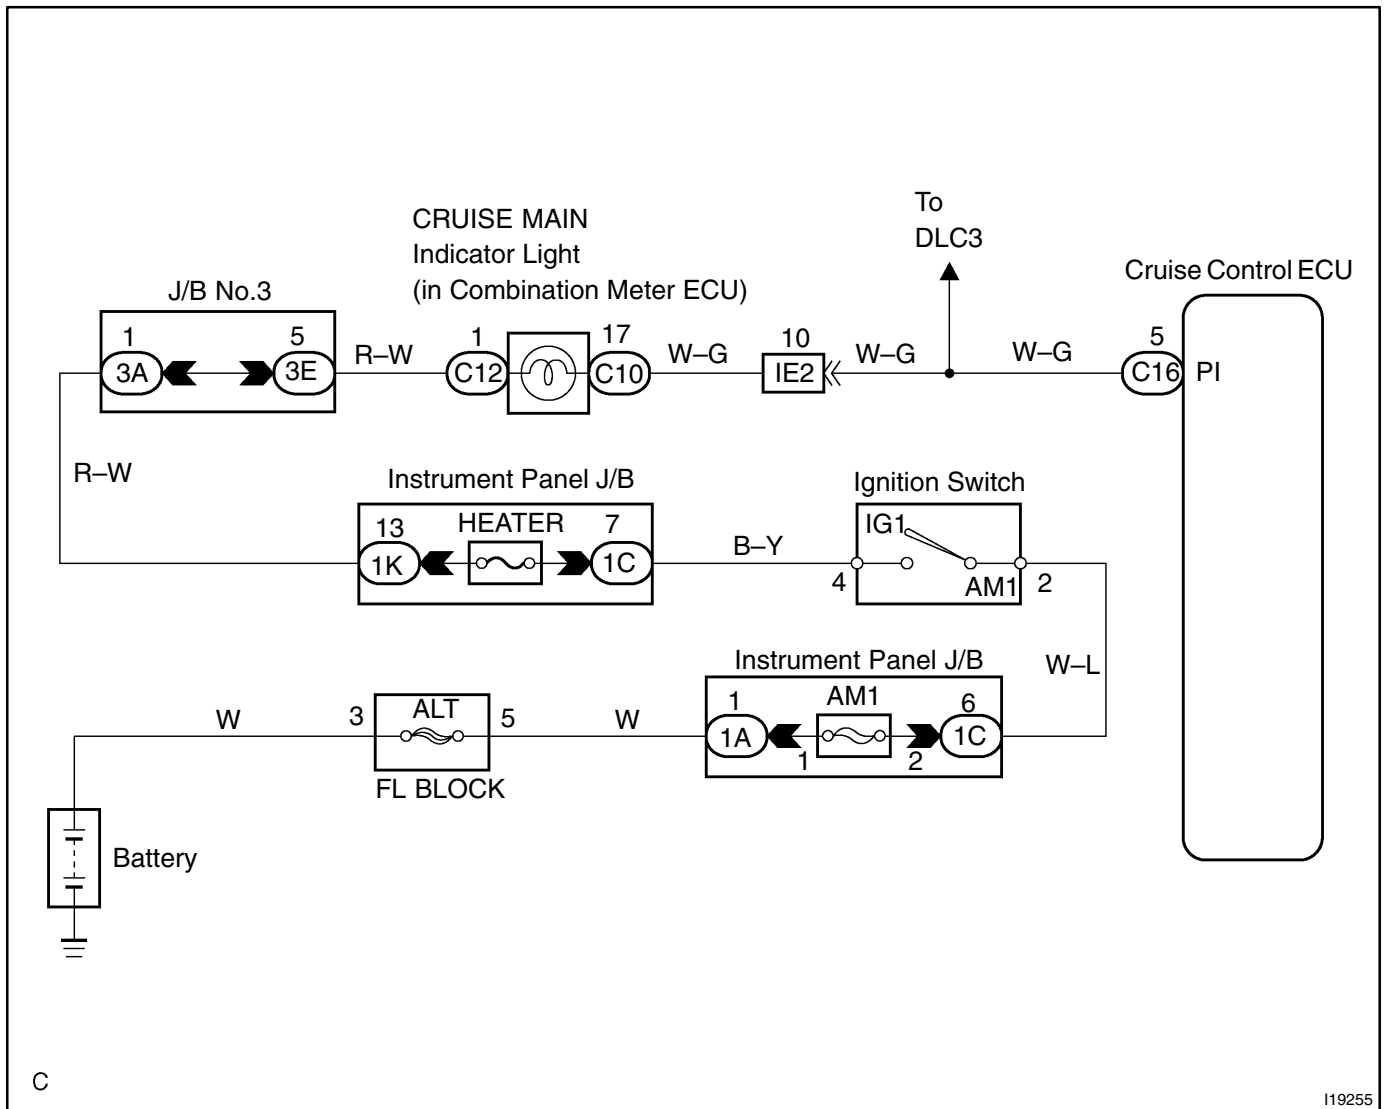 To
DLC3
CRUISE MAIN
Indicator Light
(in Combination Meter ECU)
Cruise Control ECU
J/B No.3
1
5
1
17
10
5
3A
3E
R–W
C12
C10
W–G
IE2
W–G
W–G
C16
PI
R–W
Instrument Panel J/B
Ignition Switch
13
HEATER
7
IG1
1K
1C
B–Y
4
AM1
2
Instrument Panel J/B
W–L
W
3
ALT
5
W
1
AM1
6
1A
1
2
1C
FL BLOCK
Battery
C
I19255